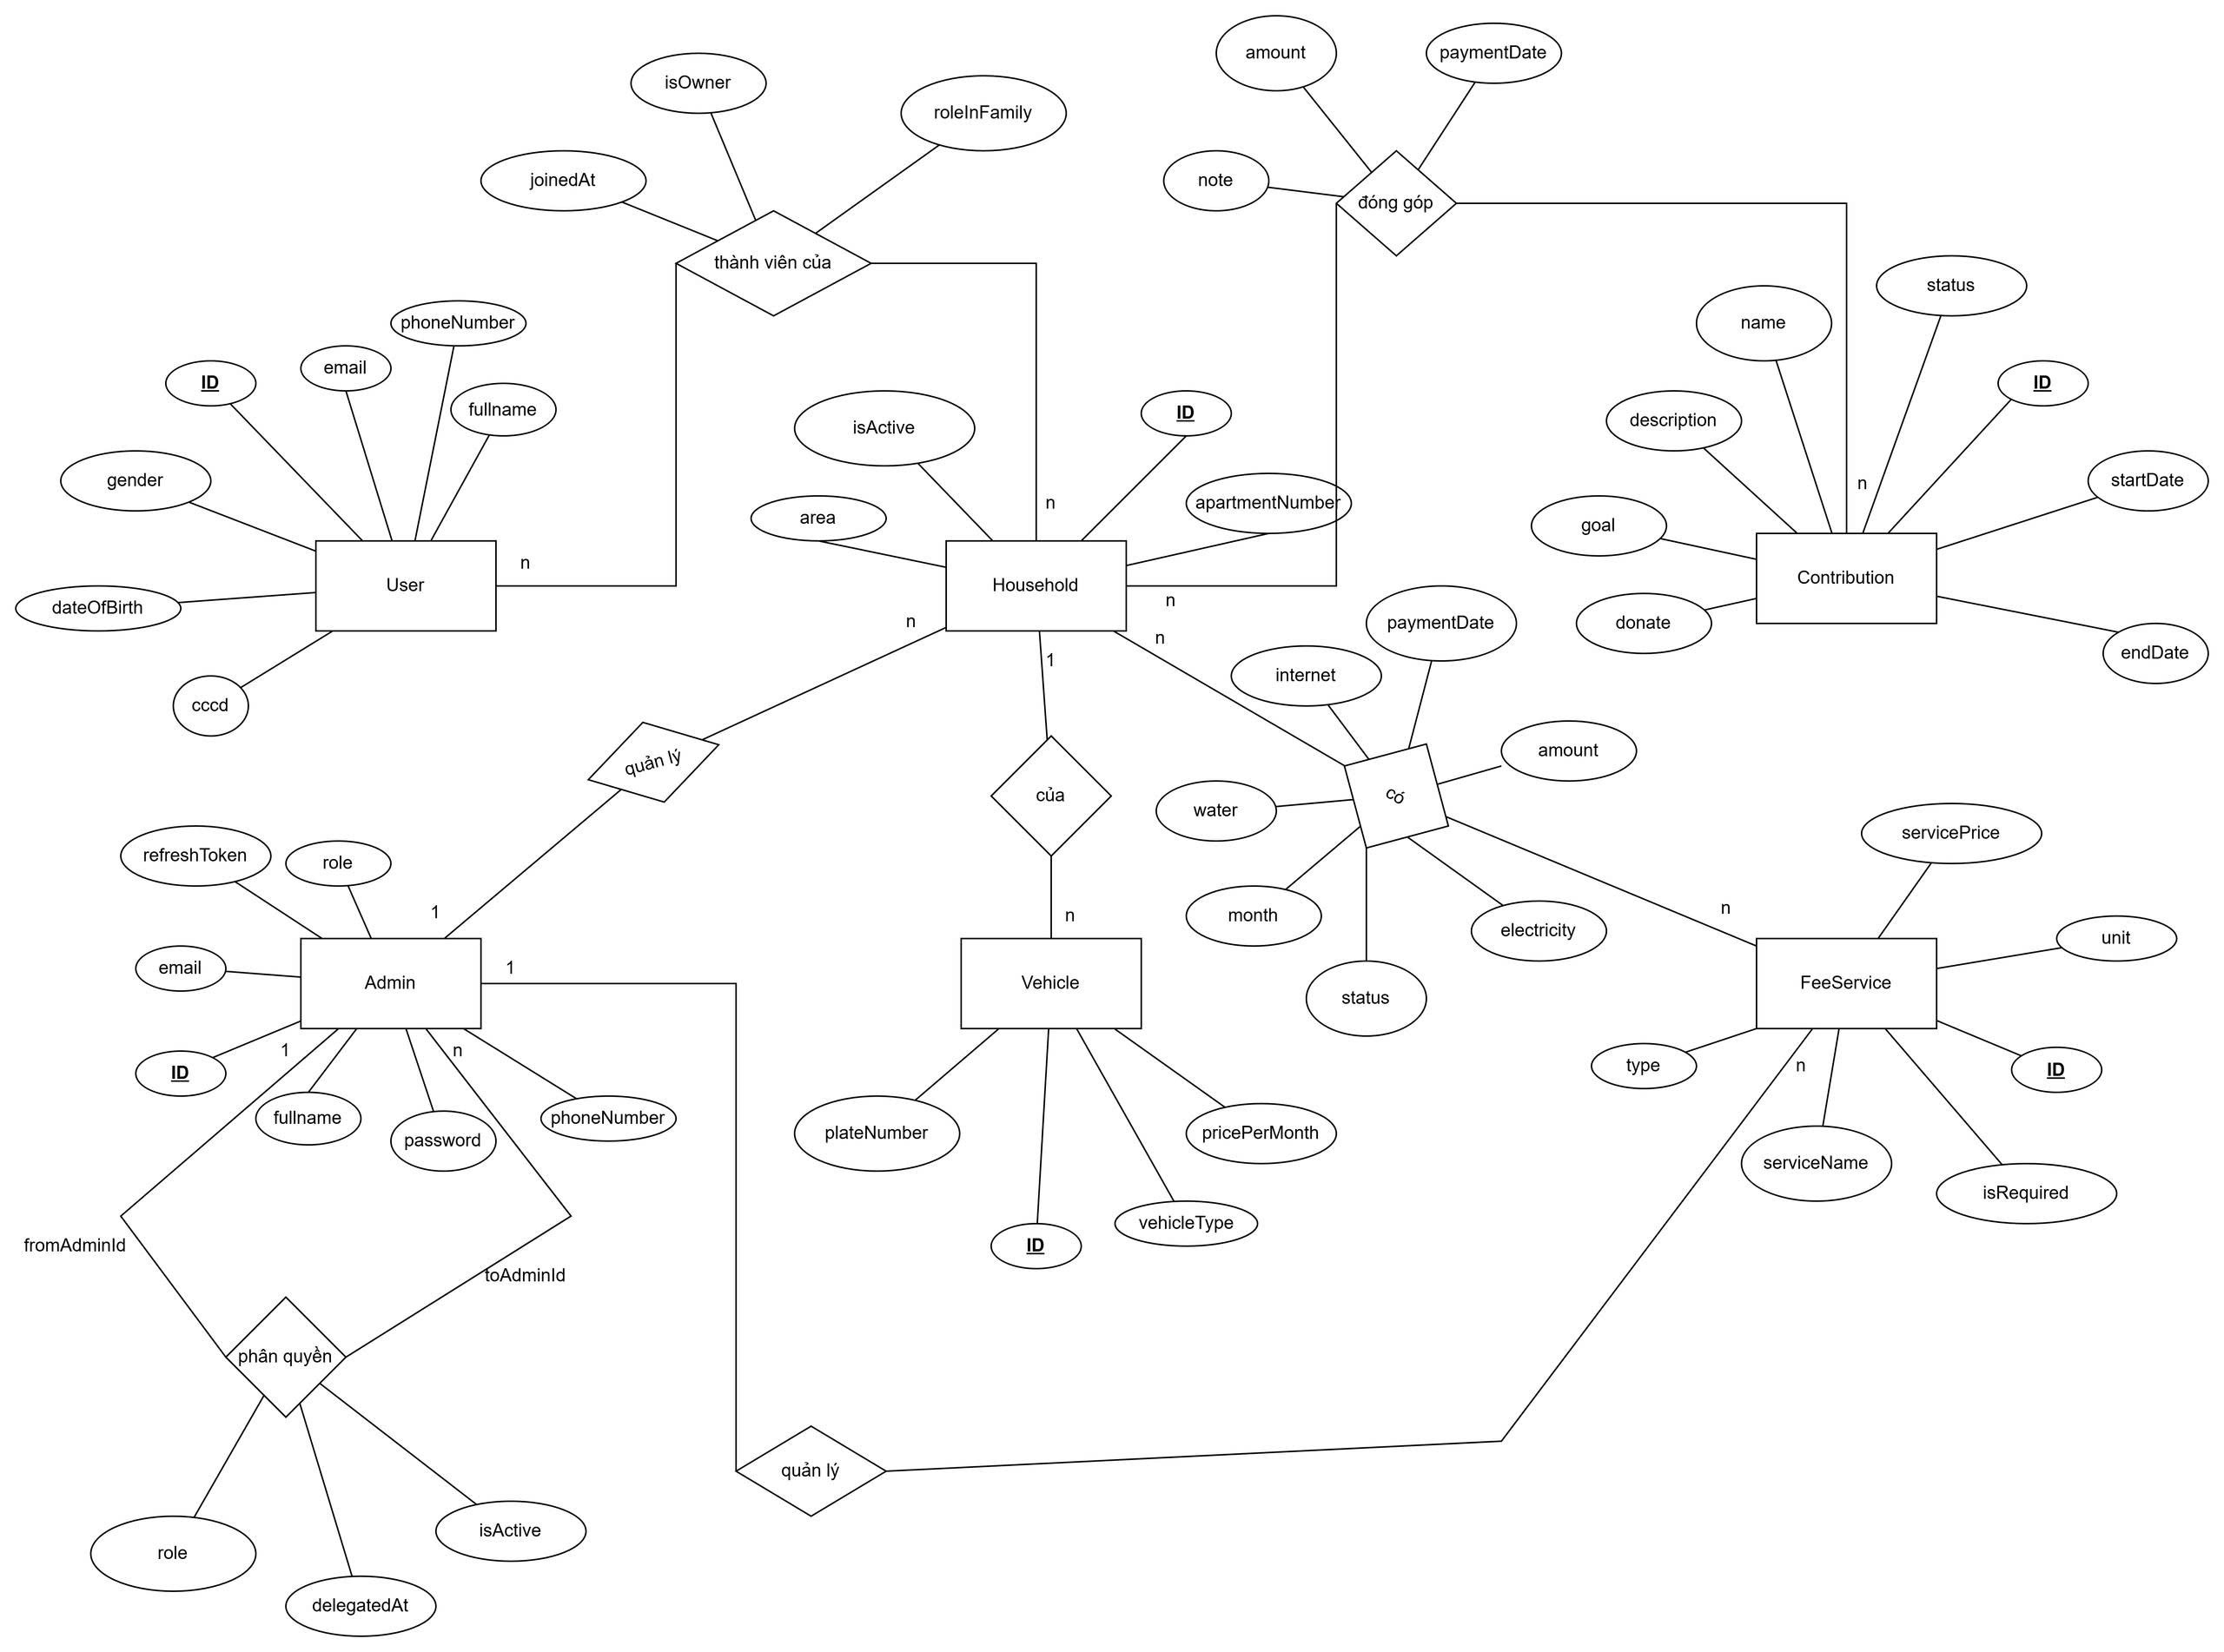 amount
paymentDate
isOwner
roleInFamily
joinedAt
note
đóng góp
thành viên của
status
phoneNumber
name
email
ID
ID
fullname
ID
isActive
description
gender
apartmentNumber
startDate
n
n
area
goal
n
User
Household
Contribution
dateOfBirth
n
n
paymentDate
donate
n
1
endDate
internet
cccd
quản lý
amount
của
có
water
servicePrice
refreshToken
role
1
n
n
month
electricity
unit
email
1
Admin
Vehicle
FeeService
status
1
n
n
type
ID
ID
fullname
password
phoneNumber
plateNumber
pricePerMonth
serviceName
isRequired
vehicleType
ID
fromAdminId
toAdminId
phân quyền
quản lý
isActive
role
delegatedAt